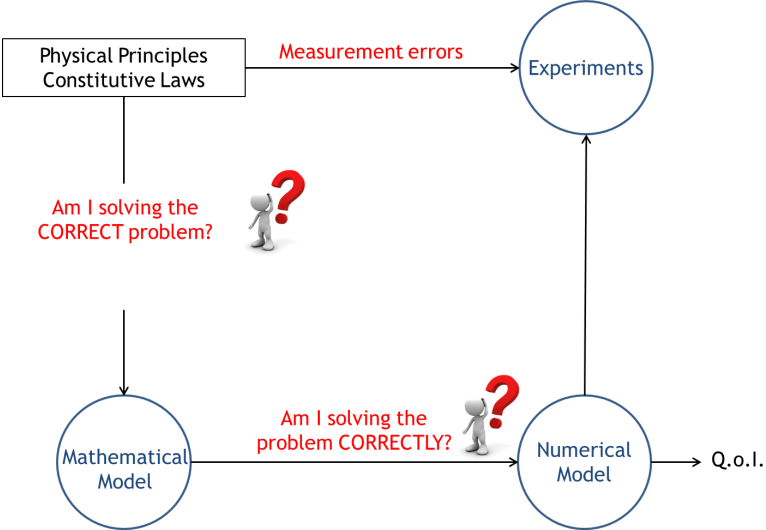 Physical Principles
Constitutive Laws
Measurement errors
Experiments
Am I solving the
CORRECT problem?
Mathematical
Model
Am I solving the
problem CORRECTLY?
Numerical
Model
Q.o.I.